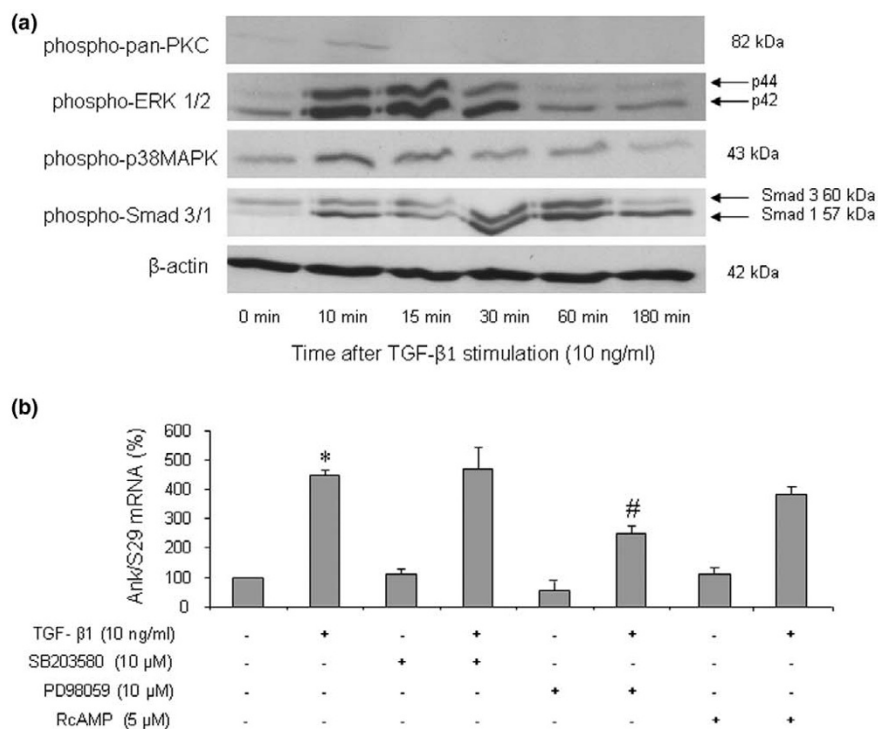 (a)
phospho-pan-PKC 82 kDa
phospho-ERK 1/2 p44
p42
phospho-p38MAPK 43 kDa
phospho-Smad 3/1 Smad 3 60 kDa
Smad 1 57 kDa
β-actin 42 kDa
0 min 10 min 15 min 30 min 60 min 180 min
Time after TGF-β1 stimulation (10 ng/ml)
(b)
Ank/S29 mRNA (%)
600
500
400
300
200
100
0
* #
TGF- β1 (10 ng/ml) - + - + - + - +
SB203580 (10 µM) - - + + - - - -
PD98059 (10 µM) - - - - + + - -
RcAMP (5 µM) - - - - - - + +